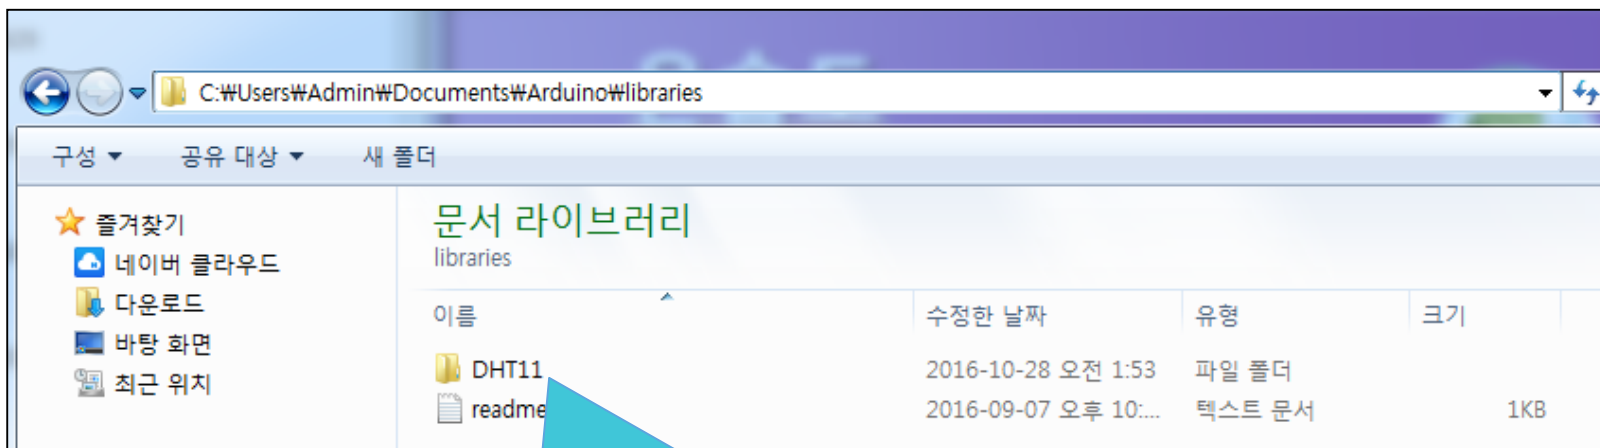 C:₩Users₩Admin₩Documents₩Arduino₩libraries
구성 공유 대상 새 폴더
즐겨찾기
네이버 클라우드
다운로드
바탕 화면
최근 위치
문서 라이브러리
libraries
이름 수정한 날짜 유형 크기
DHT11 2016-10-28 오전 1:53 파일 폴더
readme 2016-09-07 오후 10:... 텍스트 문서 1KB